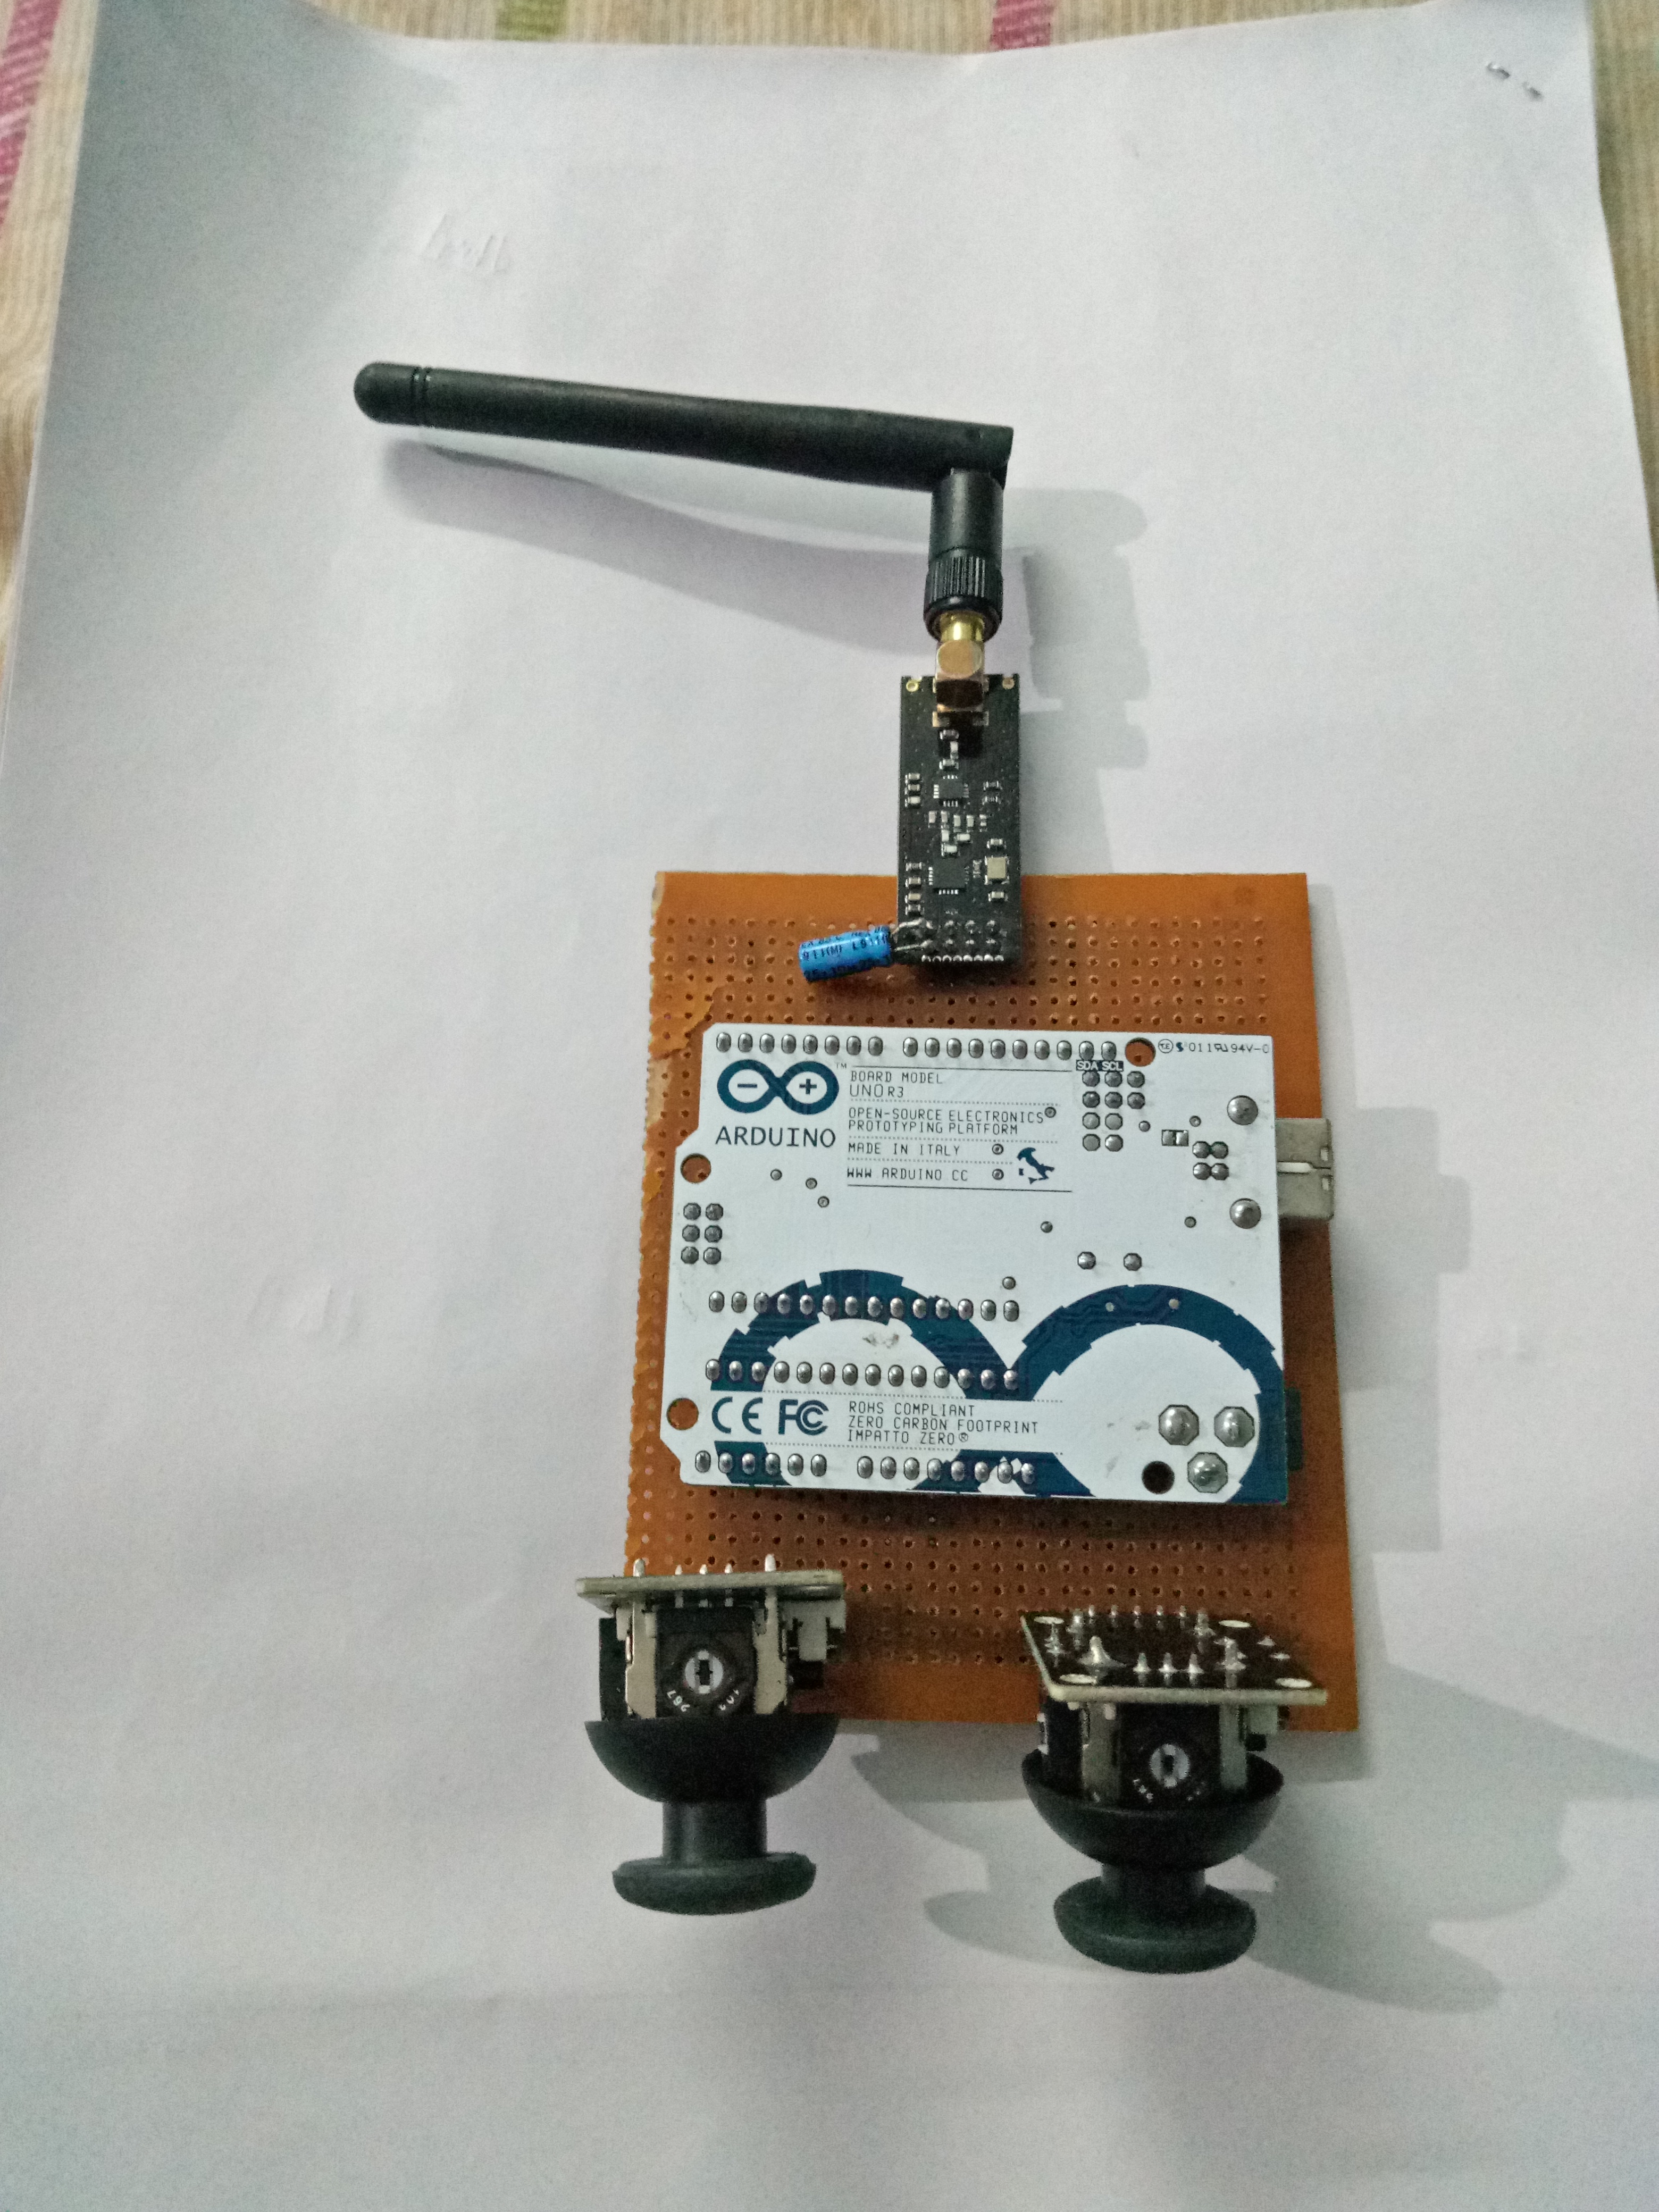 SDA SCL
011 94V-0
ARDUINO
BOARD MODEL
UNO R3
OPEN-SOURCE ELECTRONICS
PROTOTYPING PLATFORM
MADE IN ITALY
WWW.ARDUINO.CC
CE FC
ROHS COMPLIANT
ZERO CARBON FOOTPRINT
IMPATTO ZERO®
267